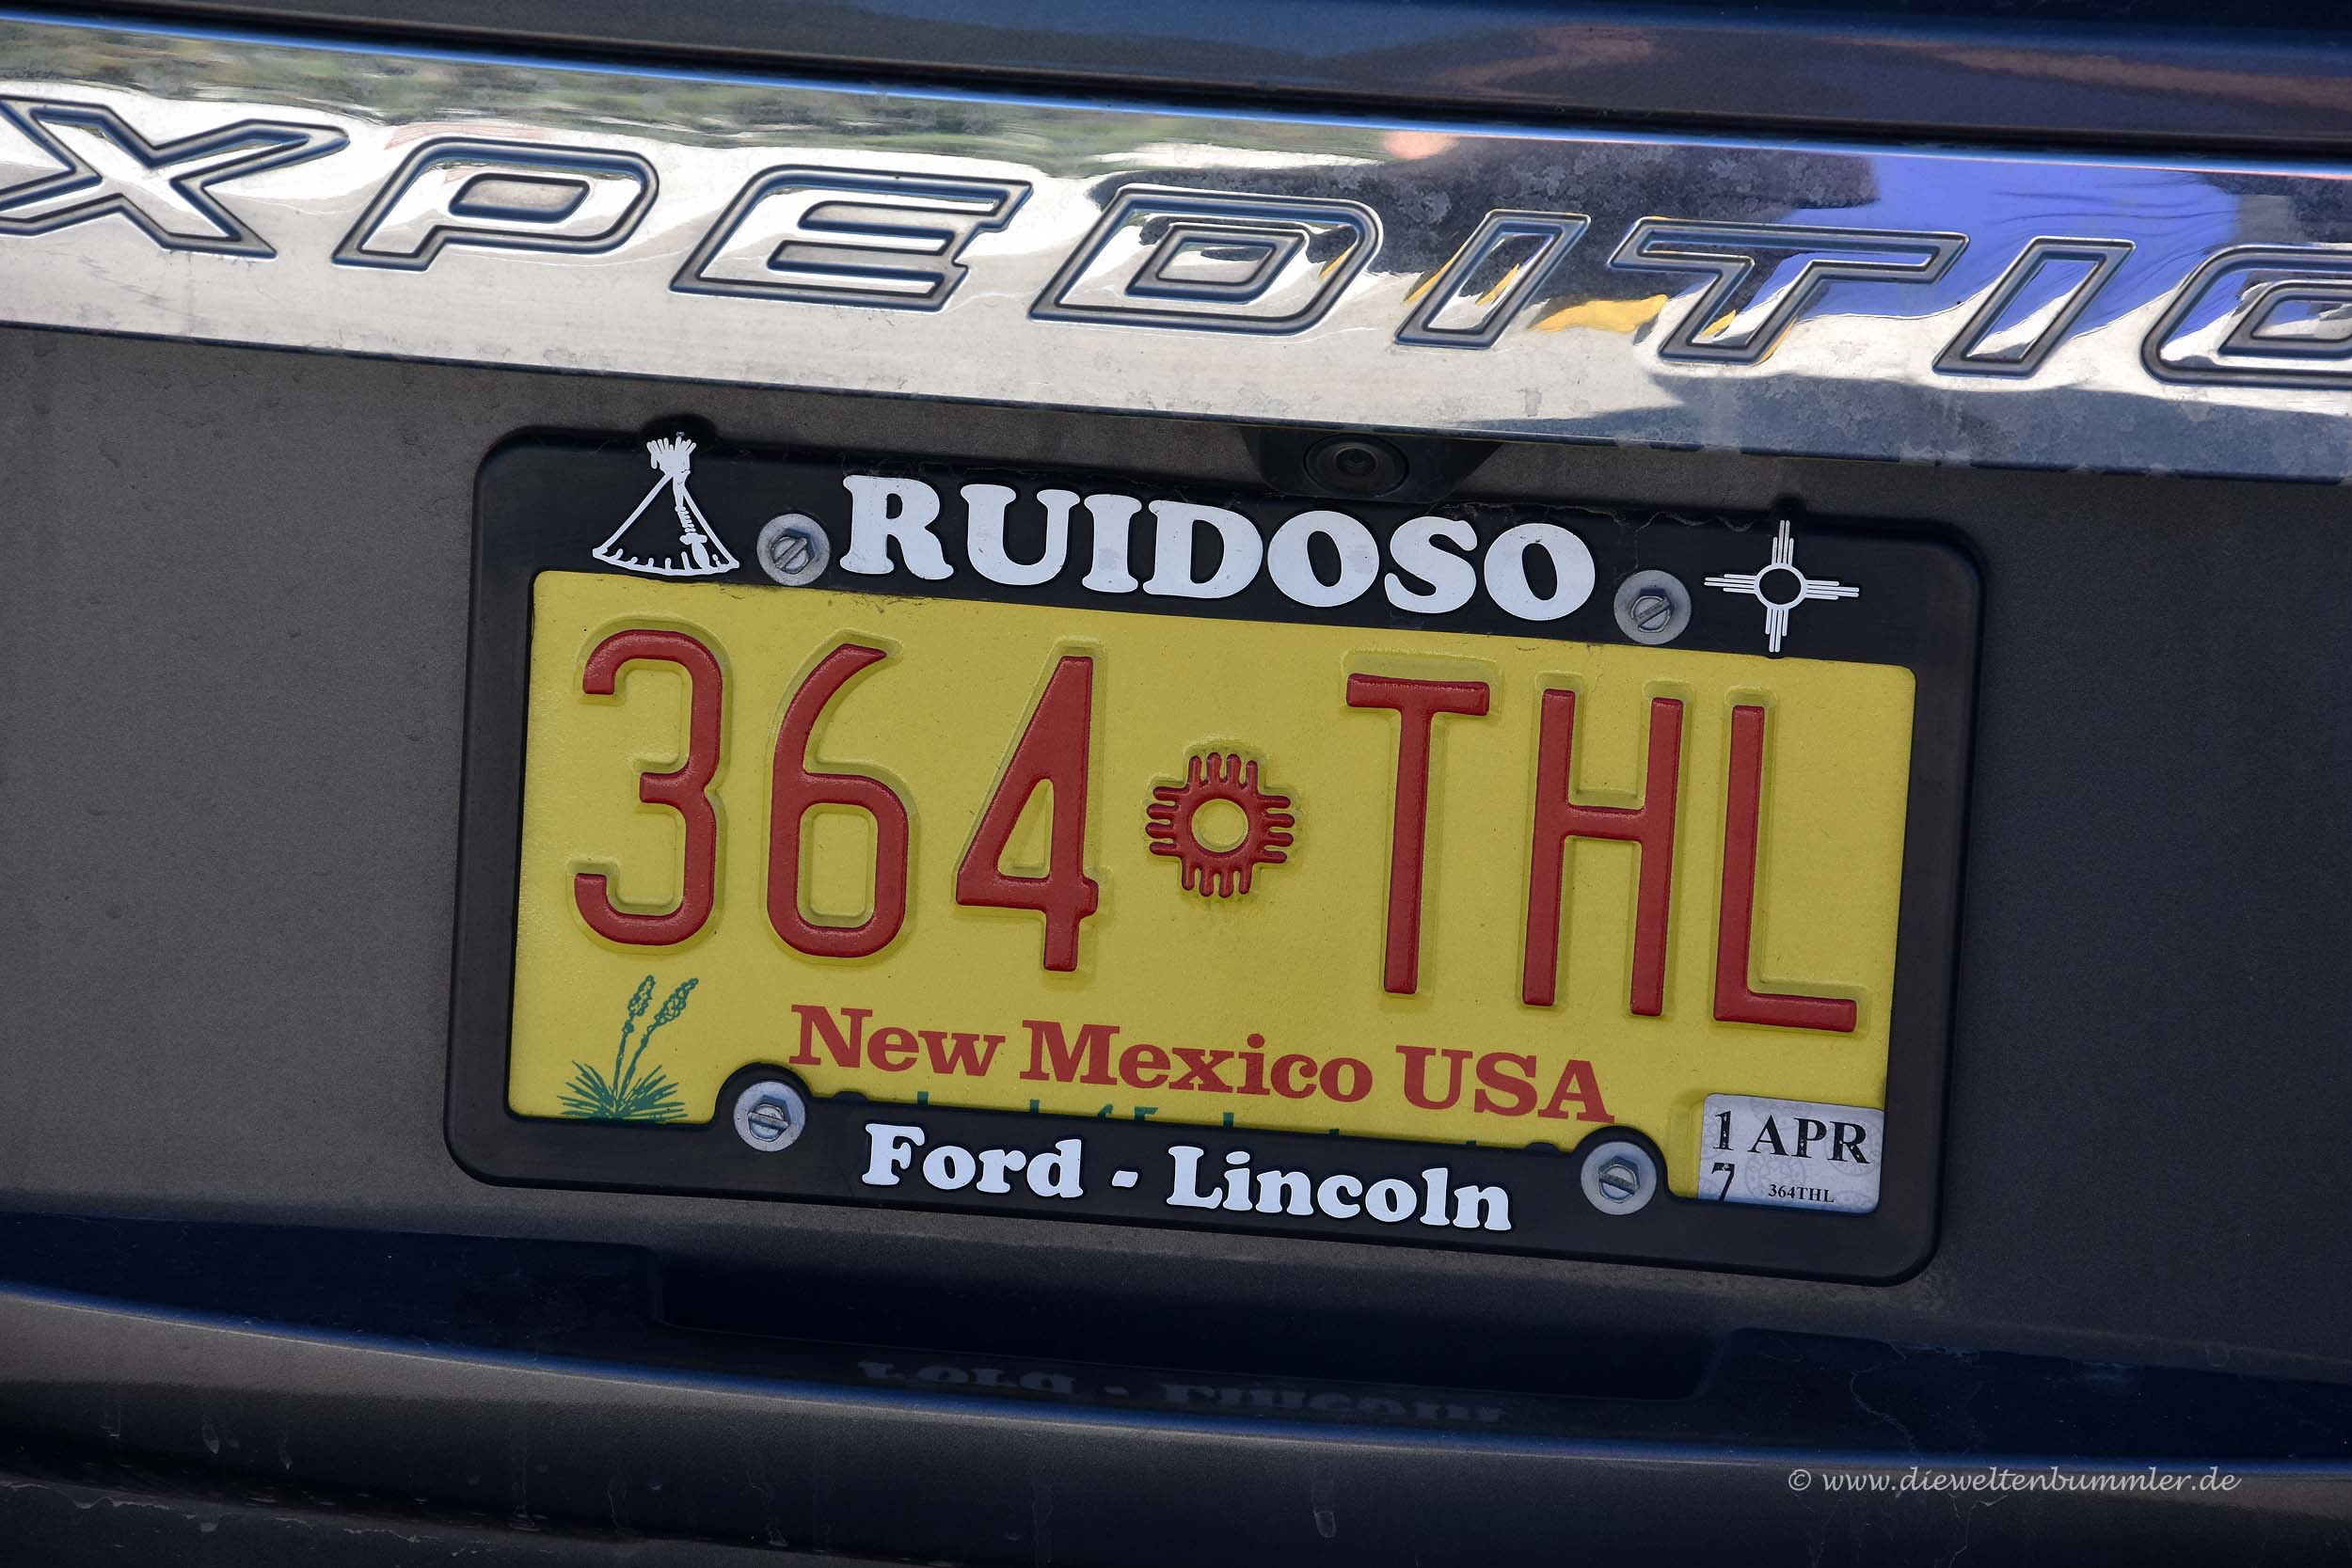 XPEDITIO
RUIDOSO
364 THL
New Mexico USA
1 APR
7 364THL
Ford - Lincoln
© www.dieweltenbummler.de